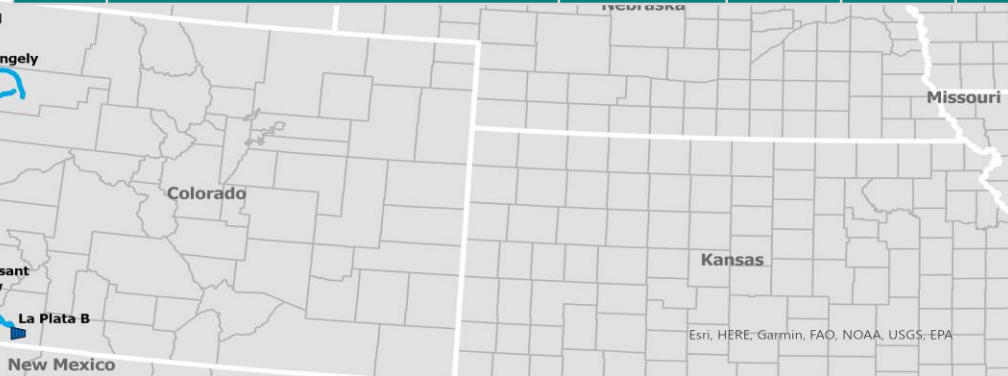 Nebraska
ngely
Missouri
Colorado
Kansas
sant
La Plata B
Esri, HERE, Garmin, FAO, NOAA, USGS, EPA
New Mexico